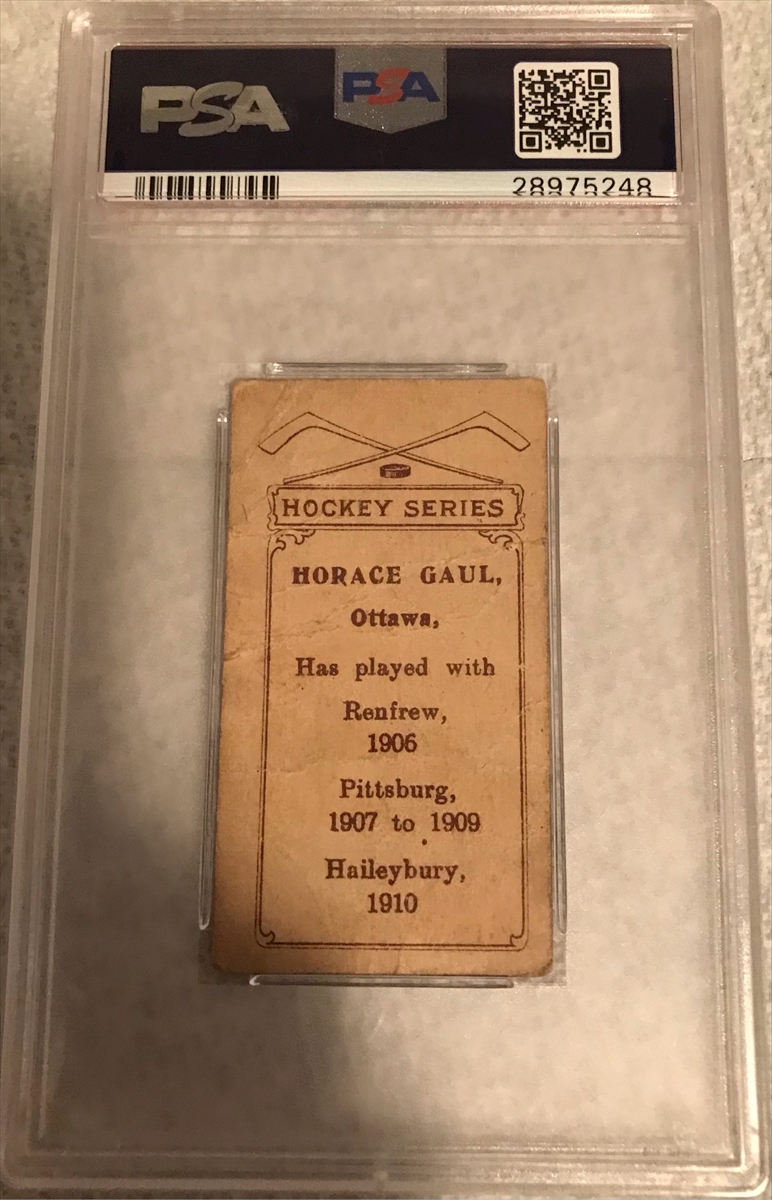 PSA
PSA
28975248
HOCKEY SERIES
HORACE GAUL,
Ottawa,
Has played with
Renfrew,
1906
Pittsburg,
1907 to 1909
Haileybury,
1910